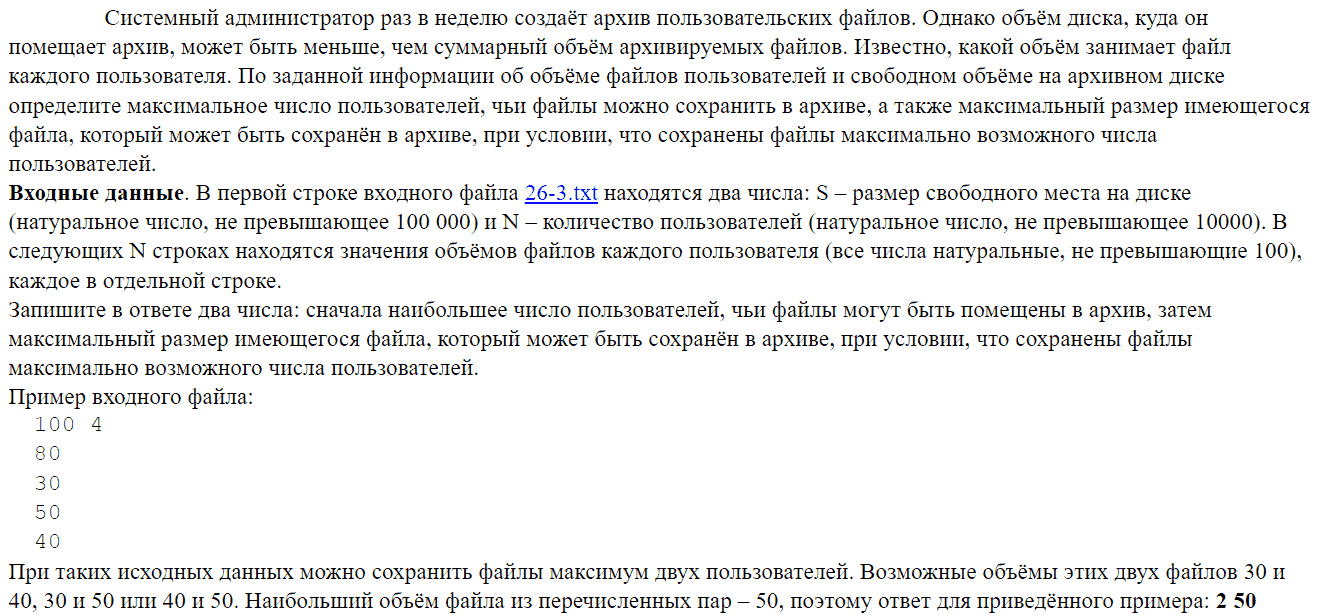 Системный администратор раз в неделю создаёт архив пользовательских файлов. Однако объём диска, куда он
помещает архив, может быть меньше, чем суммарный объём архивируемых файлов. Известно, какой объём занимает файл
каждого пользователя. По заданной информации об объёме файлов пользователей и свободном объёме на архивном диске
определите максимальное число пользователей, чьи файлы можно сохранить в архиве, а также максимальный размер имеющегося
файла, который может быть сохранён в архиве, при условии, что сохранены файлы максимально возможного числа
пользователей.
Входные данные. В первой строке входного файла 26-3.txt находятся два числа: S – размер свободного места на диске
(натуральное число, не превышающее 100 000) и N – количество пользователей (натуральное число, не превышающее 10000). В
следующих N строках находятся значения объёмов файлов каждого пользователя (все числа натуральные, не превышающие 100),
каждое в отдельной строке.
Запишите в ответе два числа: сначала наибольшее число пользователей, чьи файлы могут быть помещены в архив, затем
максимальный размер имеющегося файла, который может быть сохранён в архиве, при условии, что сохранены файлы
максимально возможного числа пользователей.
Пример входного файла:
100 4
80
30
50
40
При таких исходных данных можно сохранить файлы максимум двух пользователей. Возможные объёмы этих двух файлов 30 и
40, 30 и 50 или 40 и 50. Наибольший объём файла из перечисленных пар – 50, поэтому ответ для приведённого примера: 2 50